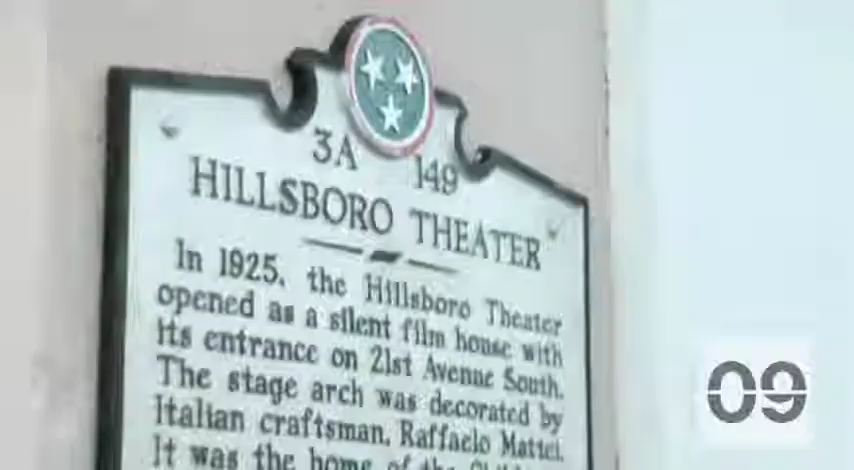 3A 149
HILLSBORO THEATER
In 1925, the Hillsboro Theater
opened as a silent film house with
its entrance on 21st Avenue South.
The stage arch was decorated by
Italian craftsman, Raffaelo Mattei.
It was the home of the
09